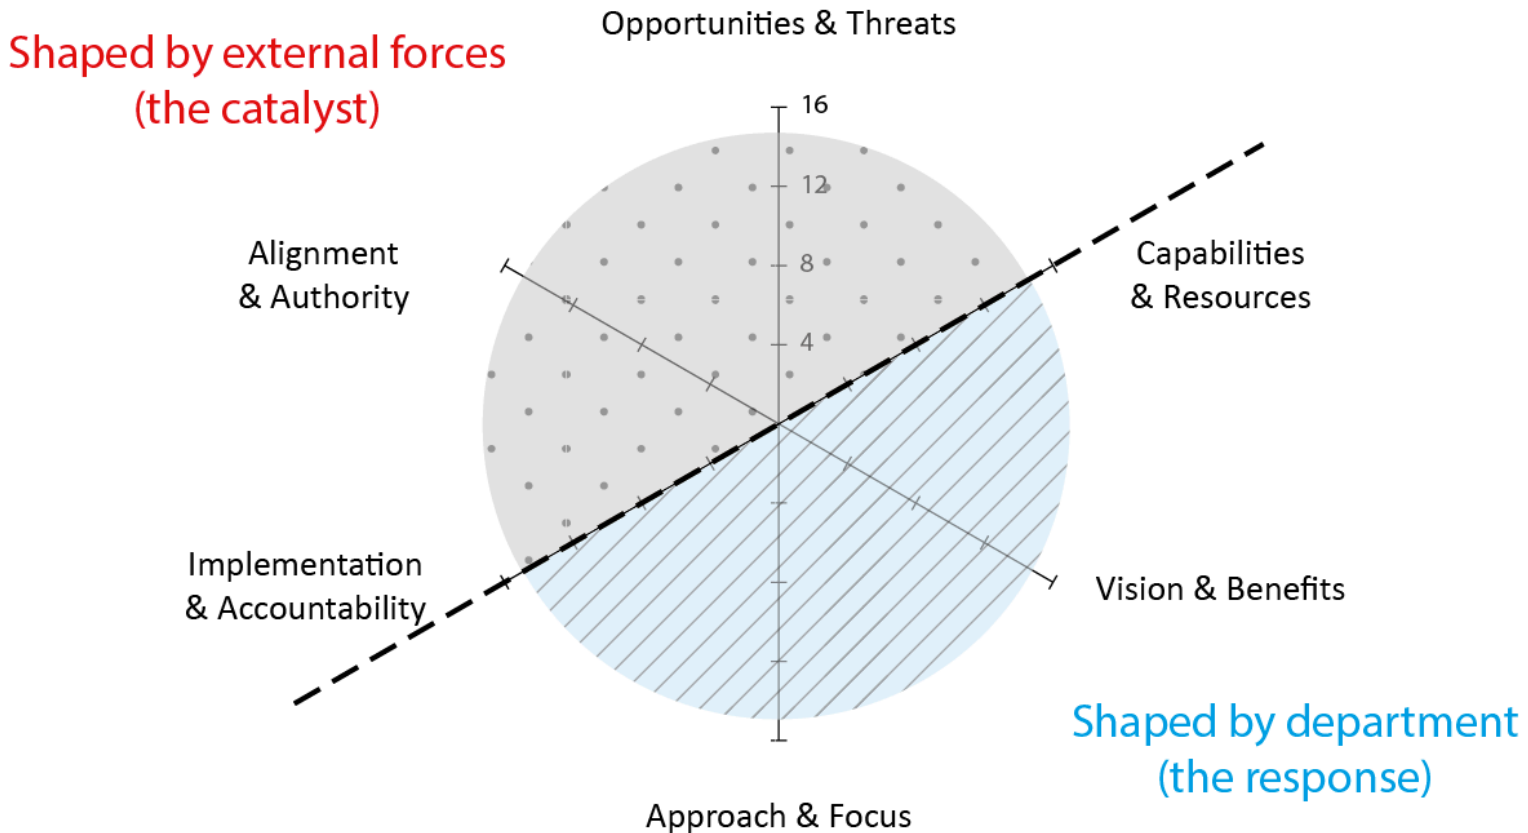 Opportunities & Threats
Shaped by external forces
(the catalyst)
16
12
8
4
Alignment
& Authority
Capabilities
& Resources
Implementation
& Accountability
Vision & Benefits
Shaped by department
(the response)
Approach & Focus